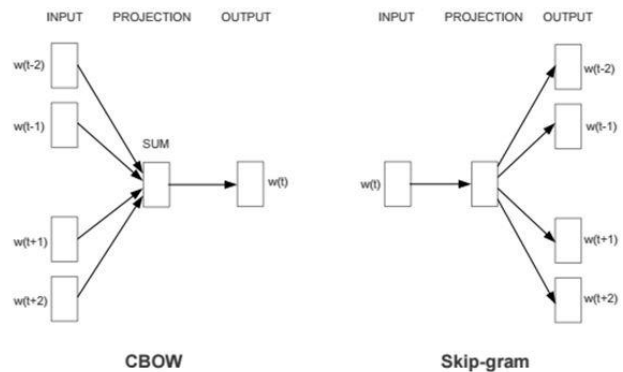 INPUT PROJECTION OUTPUT
w(t-2)
w(t-1)
SUM
w(t)
w(t+1)
w(t+2)
CBOW
INPUT PROJECTION OUTPUT
w(t-2)
w(t-1)
w(t)
w(t+1)
w(t+2)
Skip-gram